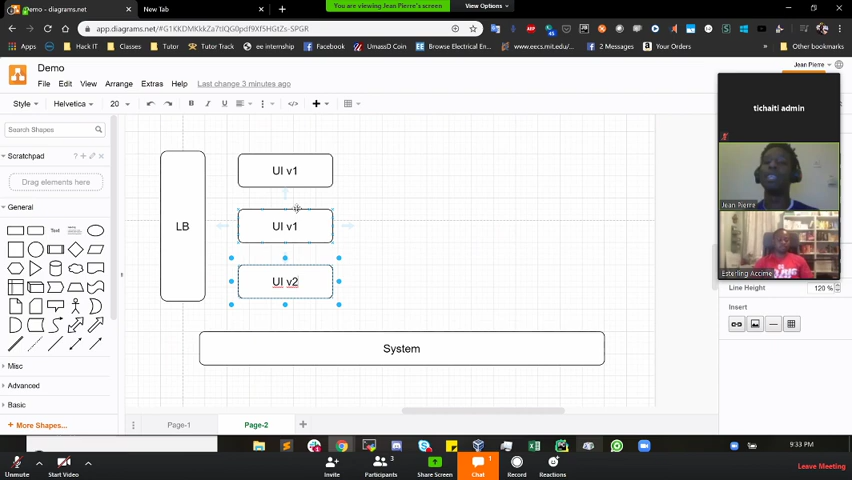 Demo - diagrams.net
New Tab
You are viewing Jean Pierre's screen
View Options
app.diagrams.net/#G1KKDMKkkZa7tIQG0pdf9Xf5HGtZs-SPGR
Apps
Hack IT
Classes
Tutor
Tutor Track
ee internship
Facebook
UmassD Coin
Browse Electrical En...
www.eecs.mit.edu/...
2 Messages
Your Orders
Other bookmarks
Demo
Jean Pierre
File Edit View Arrange Extras Help Last change 3 minutes ago
Style
Helvetica
20
B I U
Search Shapes
Scratchpad
Drag elements here
General
Text
Misc
Advanced
Basic
+ More Shapes...
LB
UI v1
UI v1
UI v2
System
tichaiti admin
Jean Pierre
Esterling Accime
Line Height
120 %
Insert
Page-1
Page-2
9:33 PM
Unmute
Start Video
Invite
Participants
3
Share Screen
Chat
1
Record
Reactions
Leave Meeting